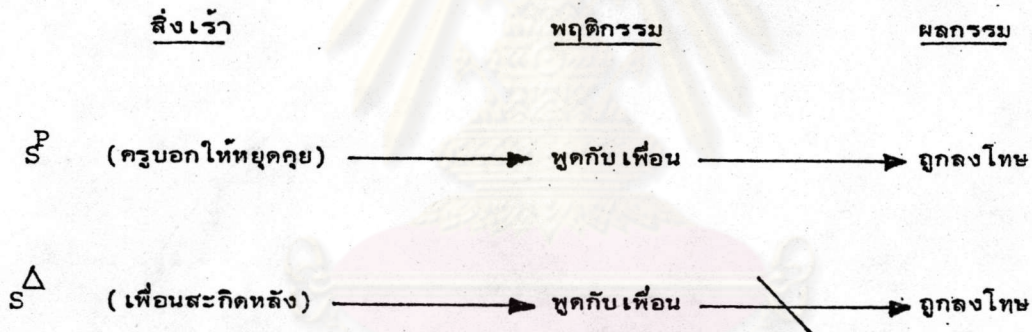 สิ่งเร้า พฤติกรรม ผลกรรม
S^P (ครูบอกให้หยุดคุย) พูดกับเพื่อน ถูกลงโทษ
S^Δ (เพื่อนสะกิดหลัง) พูดกับเพื่อน ถูกลงโทษ